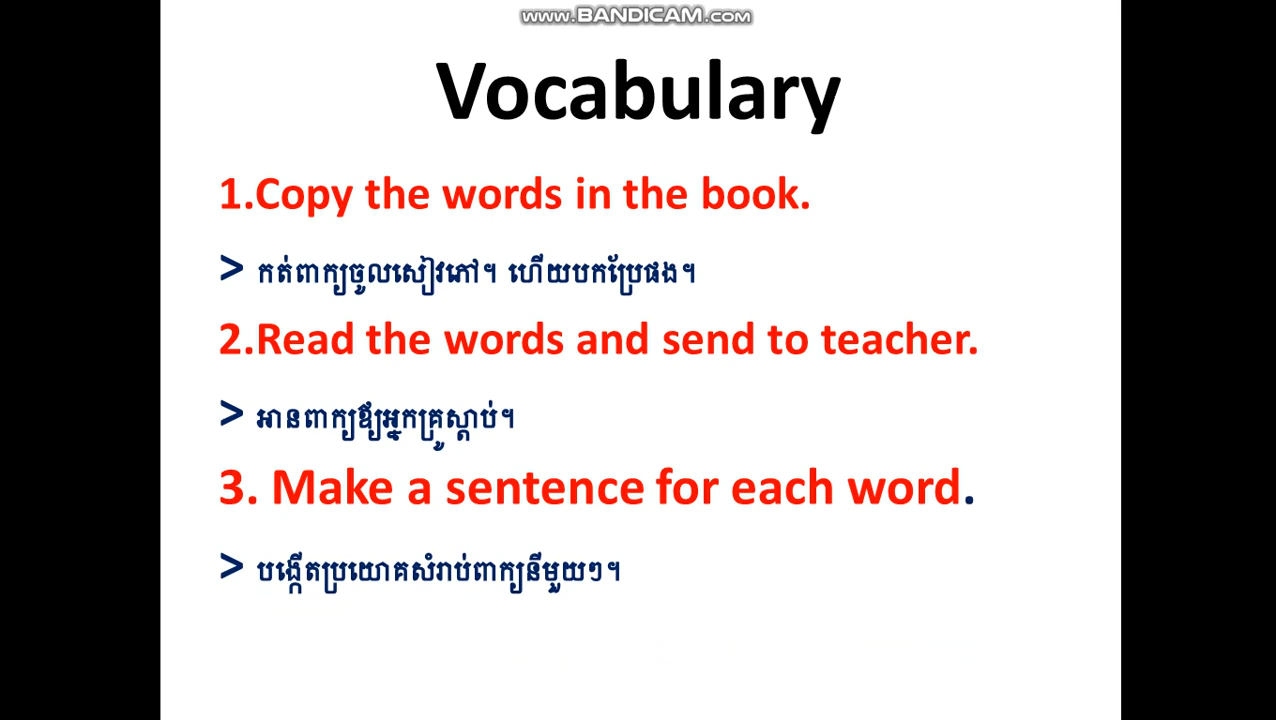 www.BANDICAM.com
Vocabulary
1.Copy the words in the book.
> កត់ពាក្យចូលសៀវភៅ។ ហើយបកប្រែផង។
2.Read the words and send to teacher.
> អានពាក្យឱ្យអ្នកគ្រូស្តាប់។
3. Make a sentence for each word.
> បង្កើតប្រយោគសំរាប់ពាក្យនីមួយៗ។